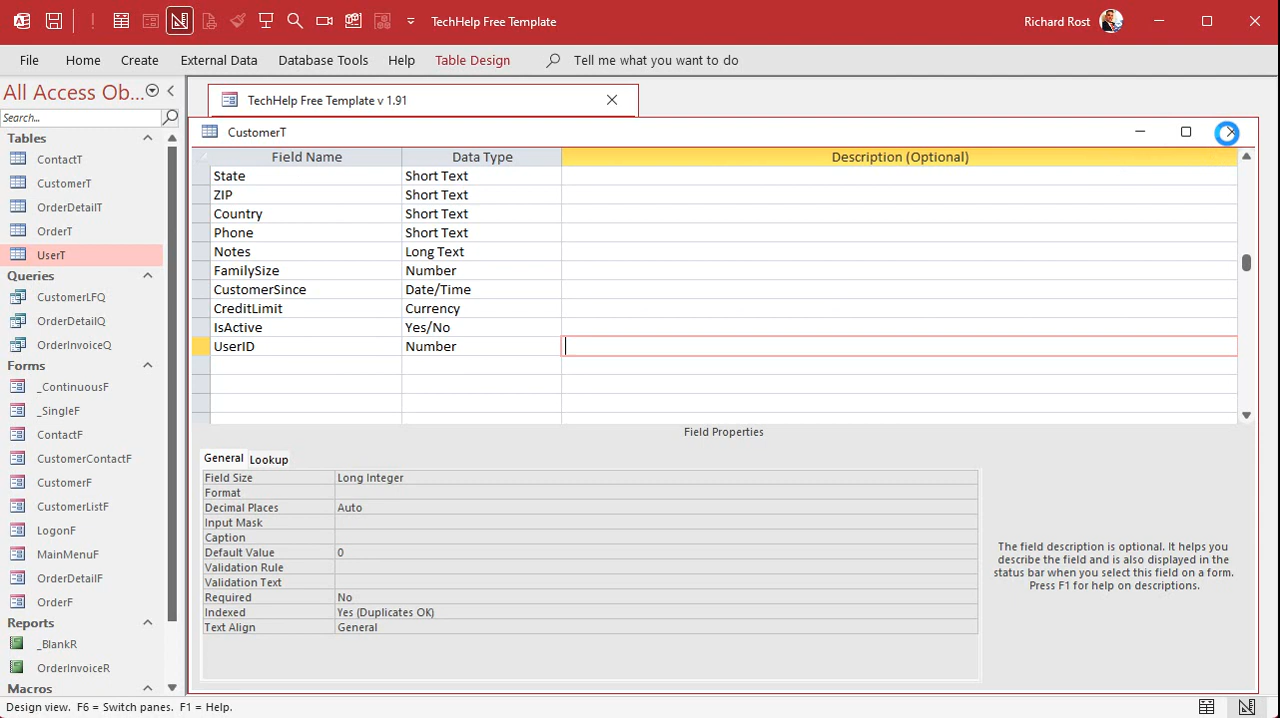 TechHelp Free Template
Richard Rost
File Home Create External Data Database Tools Help Table Design Tell me what you want to do
All Access Ob...
Search...
Tables
ContactT
CustomerT
OrderDetailT
OrderT
UserT
Queries
CustomerLFQ
OrderDetailQ
OrderInvoiceQ
Forms
_ContinuousF
_SingleF
ContactF
CustomerContactF
CustomerF
CustomerListF
LogonF
MainMenuF
OrderDetailF
OrderF
Reports
_BlankR
OrderInvoiceR
Macros
TechHelp Free Template v 1.91
CustomerT
Field Name Data Type Description (Optional)
State Short Text
ZIP Short Text
Country Short Text
Phone Short Text
Notes Long Text
FamilySize Number
CustomerSince Date/Time
CreditLimit Currency
IsActive Yes/No
UserID Number
Field Properties
General Lookup
Field Size Long Integer
Format
Decimal Places Auto
Input Mask
Caption
Default Value 0
Validation Rule
Validation Text
Required No
Indexed Yes (Duplicates OK)
Text Align General
The field description is optional. It helps you
describe the field and is also displayed in the
status bar when you select this field on a form.
Press F1 for help on descriptions.
Design view. F6 = Switch panes. F1 = Help.